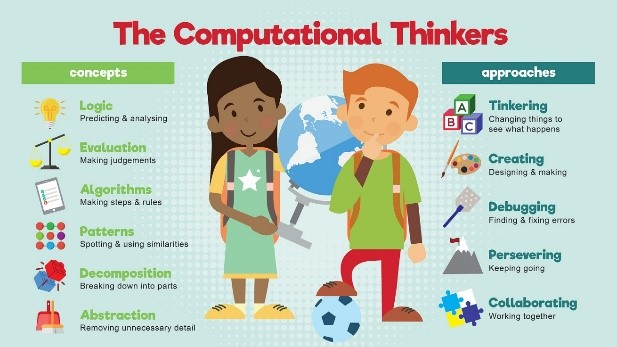 The Computational Thinkers
concepts
Logic
Predicting & analysing
Evaluation
Making judgements
Algorithms
Making steps & rules
Patterns
Spotting & using similarities
Decomposition
Breaking down into parts
Abstraction
Removing unnecessary detail
approaches
A
B
C
Tinkering
Changing things to
see what happens
Creating
Designing & making
Debugging
Finding & fixing errors
Persevering
Keeping going
Collaborating
Working together